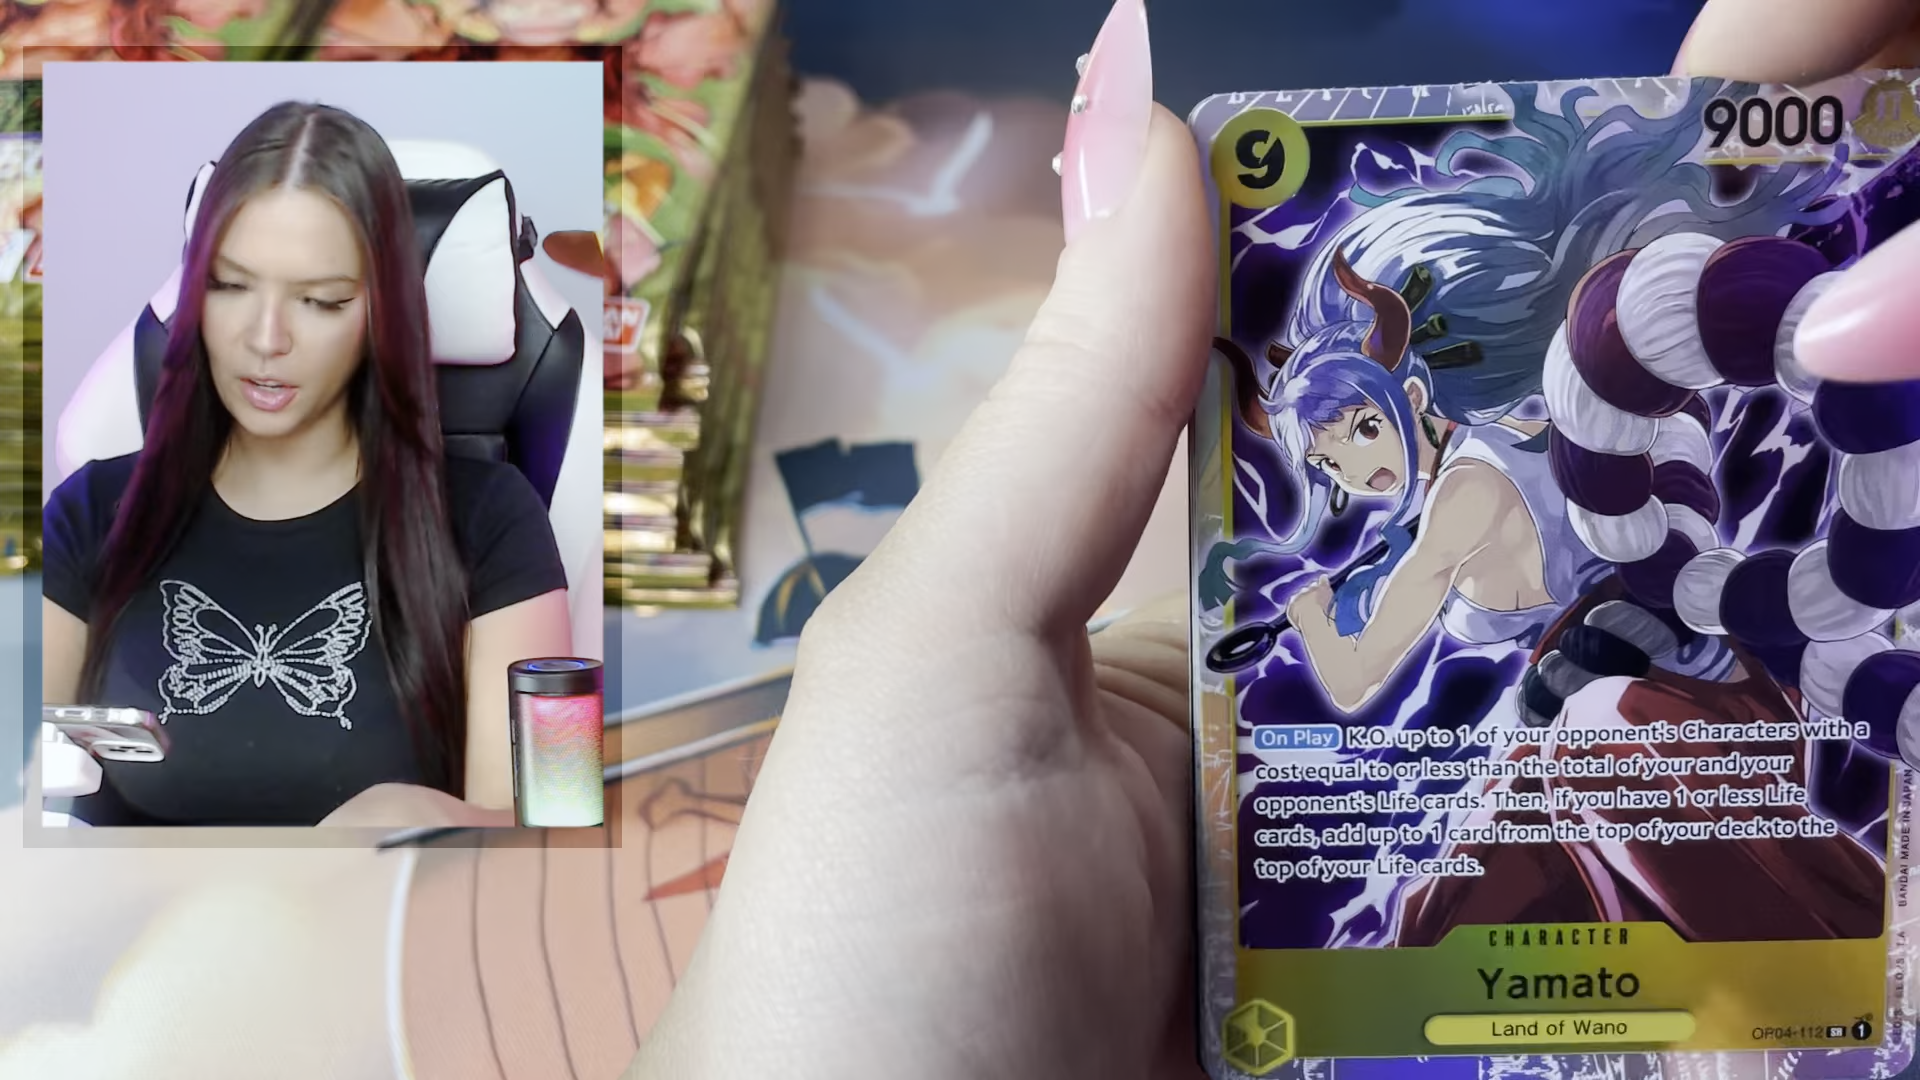 9
9000
On Play K.O. up to 1 of your opponent's Characters with a
cost equal to or less than the total of your and your
opponent's Life cards. Then, if you have 1 or less Life
cards, add up to 1 card from the top of your deck to the
top of your Life cards.
CHARACTER
Yamato
Land of Wano
OP04-112 SR 1
BANDAI MADE IN JAPAN